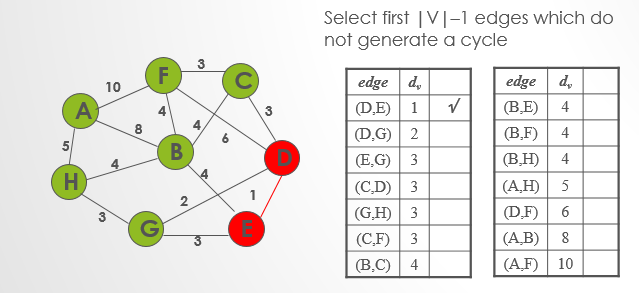 Select first |V|–1 edges which do
not generate a cycle
F
3
C
10
A
4
3
8
4
6
5
B
D
4
4
H
2
1
3
G
3
E
edge dv
(D,E) 1 √
(D,G) 2
(E,G) 3
(C,D) 3
(G,H) 3
(C,F) 3
(B,C) 4
edge dv
(B,E) 4
(B,F) 4
(B,H) 4
(A,H) 5
(D,F) 6
(A,B) 8
(A,F) 10